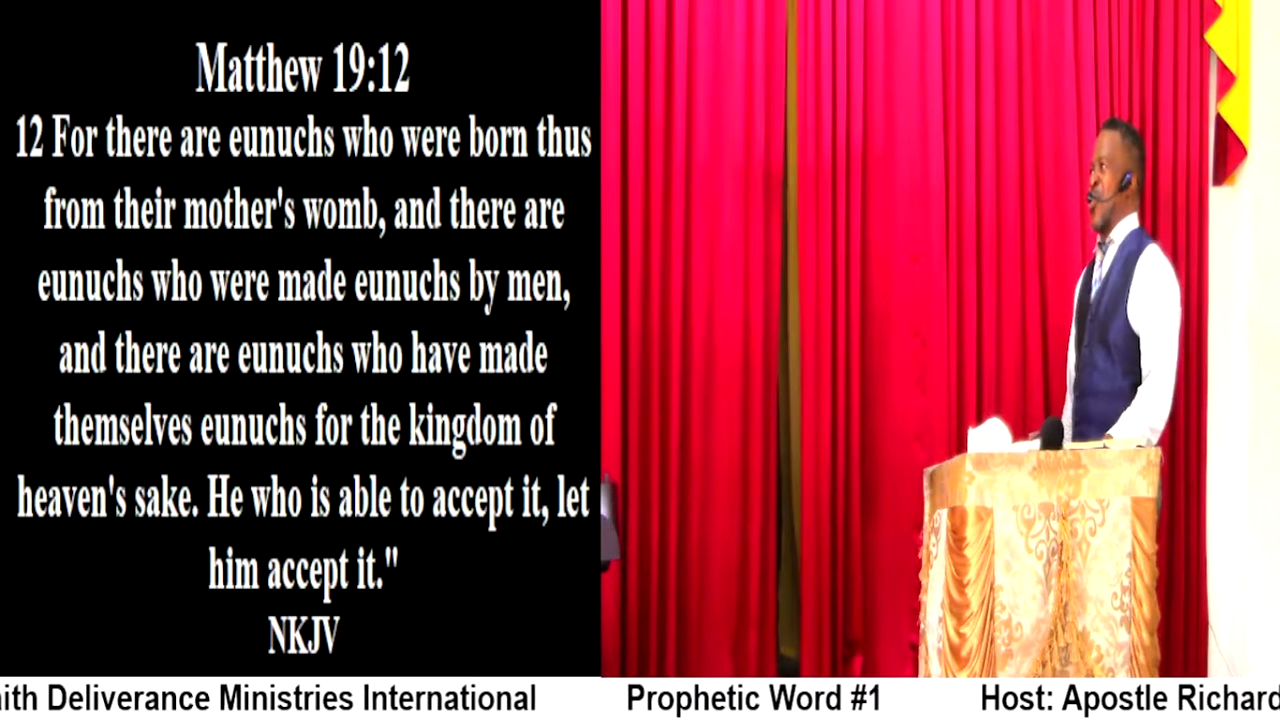 Matthew 19:12
12 For there are eunuchs who were born thus
from their mother's womb, and there are
eunuchs who were made eunuchs by men,
and there are eunuchs who have made
themselves eunuchs for the kingdom of
heaven's sake. He who is able to accept it, let
him accept it."
NKJV
aith Deliverance Ministries International Prophetic Word #1 Host: Apostle Richard